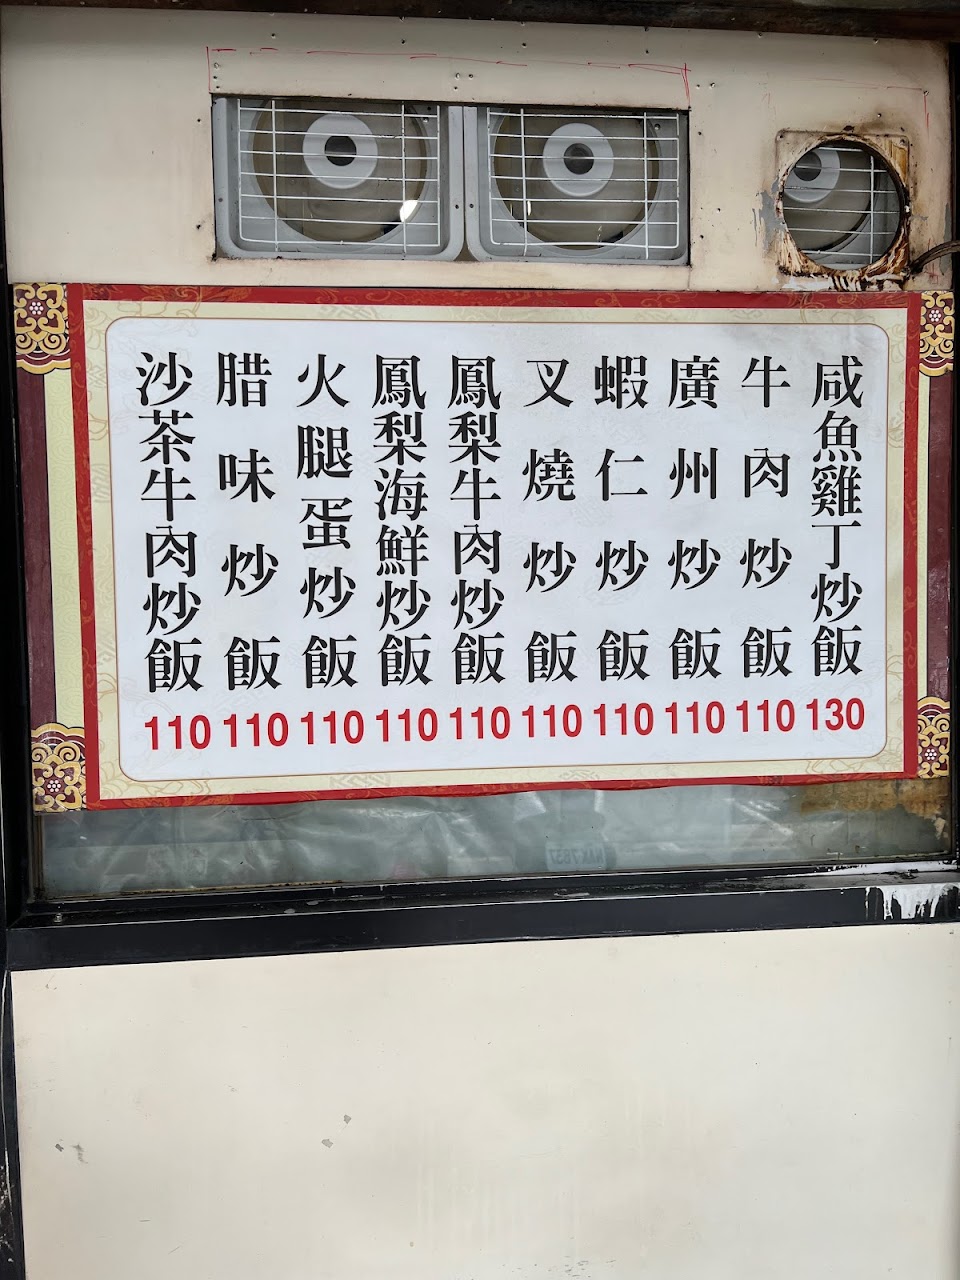 咸魚雞丁炒飯 130
牛肉炒飯 110
廣州炒飯 110
蝦仁炒飯 110
叉燒炒飯 110
鳳梨牛肉炒飯 110
鳳梨海鮮炒飯 110
火腿蛋炒飯 110
腊味炒飯 110
沙茶牛肉炒飯 110